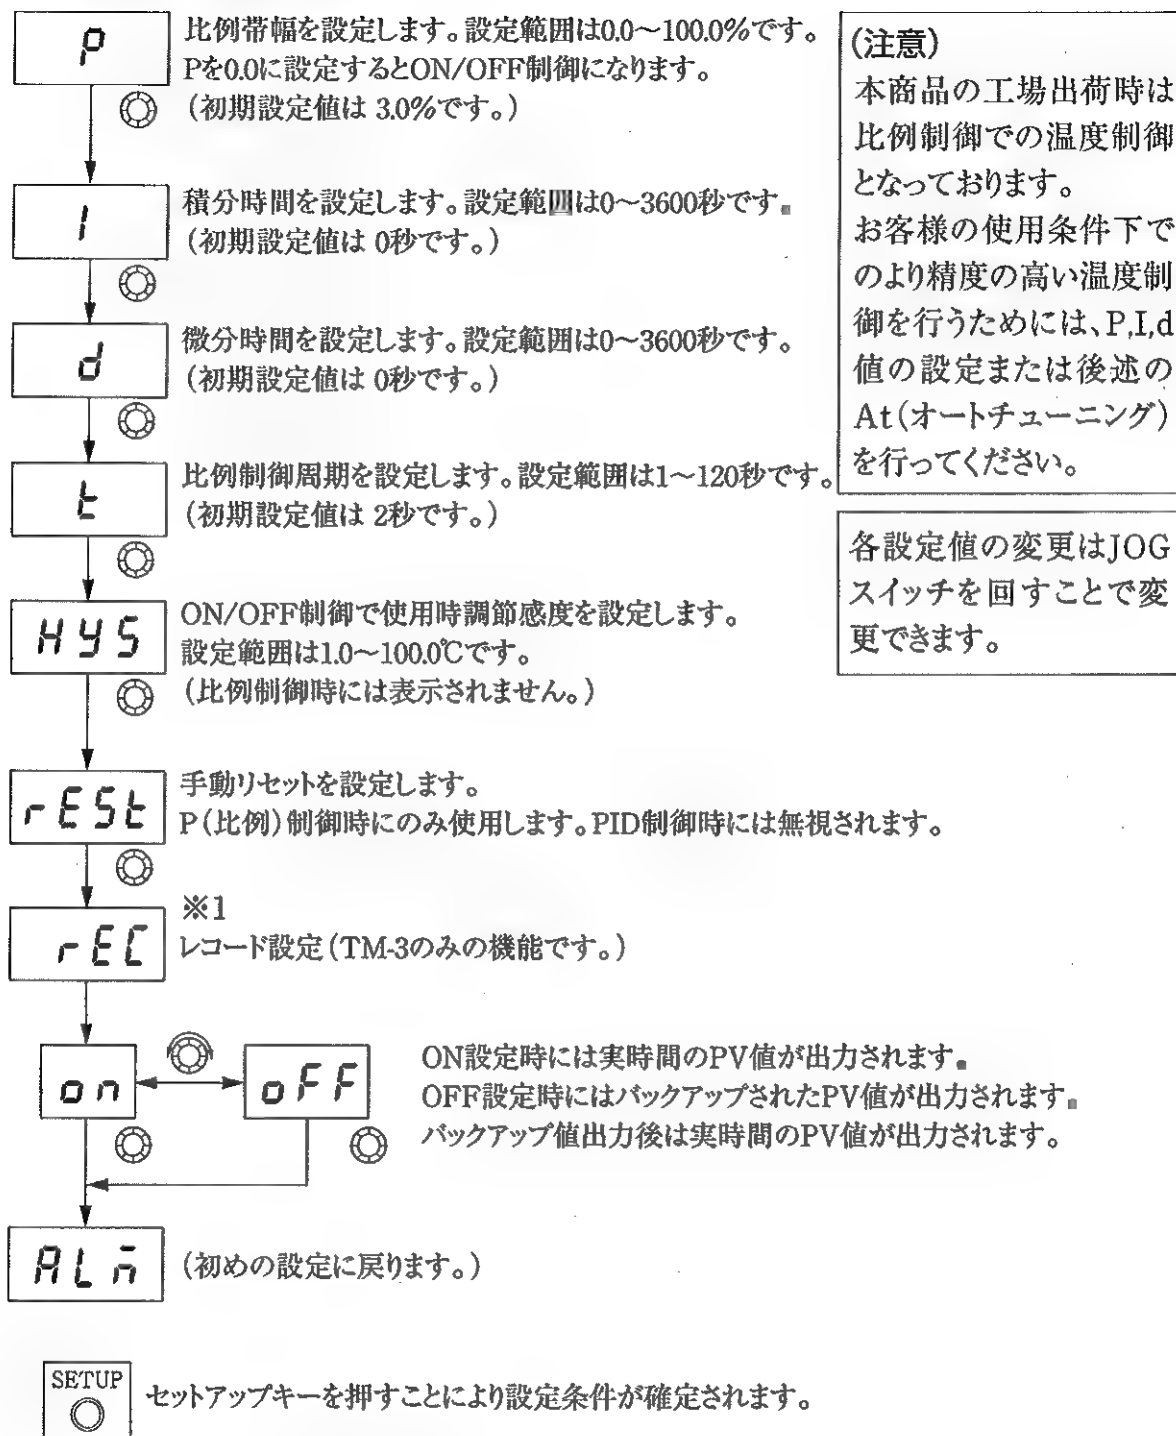 P
比例帯幅を設定します。設定範囲は0.0～100.0%です。
Pを0.0に設定するとON/OFF制御になります。
(初期設定値は 3.0%です。)
I
積分時間を設定します。設定範囲は0～3600秒です。
(初期設定値は 0秒です。)
d
微分時間を設定します。設定範囲は0～3600秒です。
(初期設定値は 0秒です。)
t
比例制御周期を設定します。設定範囲は1～120秒です。
(初期設定値は 2秒です。)
HYS
ON/OFF制御で使用時調節感度を設定します。
設定範囲は1.0～100.0℃です。
(比例制御時には表示されません。)
rESt
手動リセットを設定します。
P(比例)制御時にのみ使用します。PID制御時には無視されます。
rEC
※1
レコード設定(TM-3のみの機能です。)
on
oFF
ON設定時には実時間のPV値が出力されます。
OFF設定時にはバックアップされたPV値が出力されます。
バックアップ値出力後は実時間のPV値が出力されます。
ALm
(初めの設定に戻ります。)
SETUP
セットアップキーを押すことにより設定条件が確定されます。
(注意)
本商品の工場出荷時は
比例制御での温度制御
となっております。
お客様の使用条件下で
のより精度の高い温度制
御を行うためには、P,I,d
値の設定または後述の
At(オートチューニング)
を行ってください。
各設定値の変更はJOG
スイッチを回すことで変
更できます。